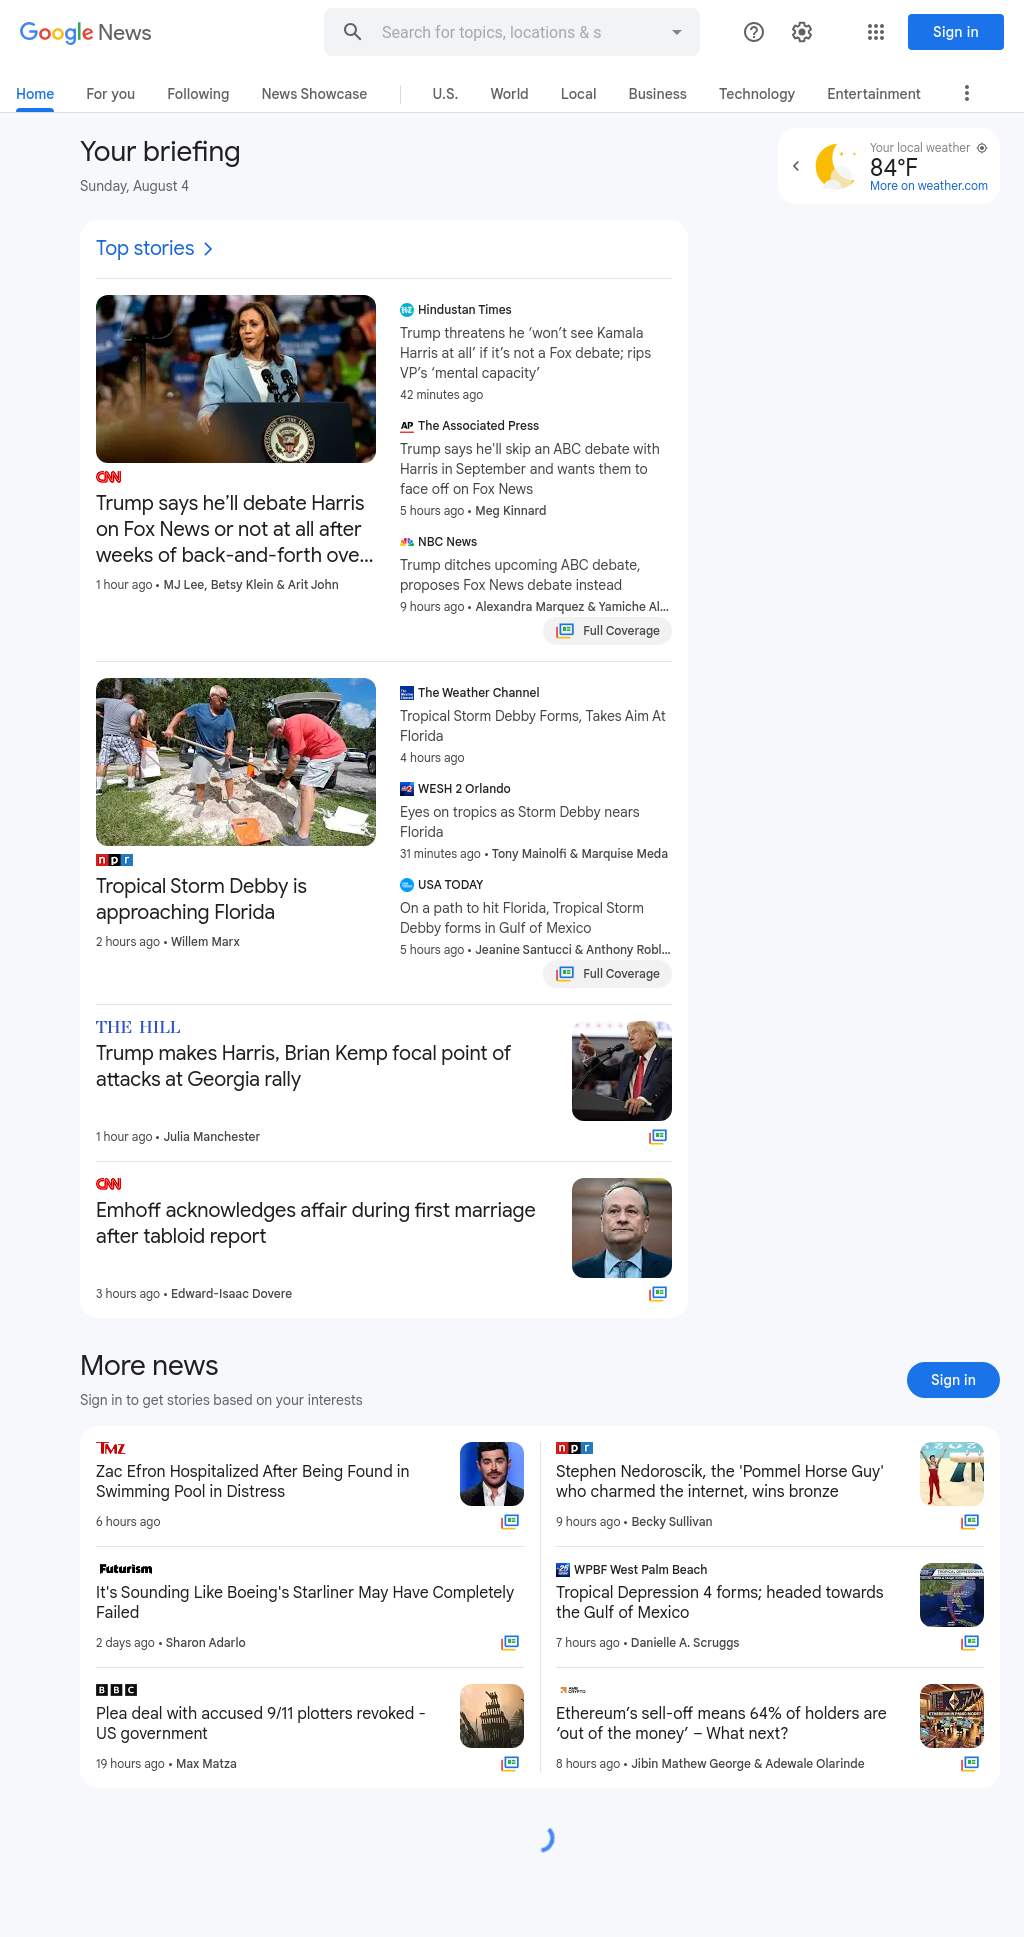 Google News
Search for topics, locations & s
Sign in
Home
For you
Following
News Showcase
U.S.
World
Local
Business
Technology
Entertainment
Your briefing
Sunday, August 4
Your local weather
84°F
More on weather.com
Top stories
CNN
Trump says he’ll debate Harris
on Fox News or not at all after
weeks of back-and-forth ove...
1 hour ago • MJ Lee, Betsy Klein & Arit John
Hindustan Times
Trump threatens he ‘won’t see Kamala
Harris at all’ if it’s not a Fox debate; rips
VP’s ‘mental capacity’
42 minutes ago
AP The Associated Press
Trump says he'll skip an ABC debate with
Harris in September and wants them to
face off on Fox News
5 hours ago • Meg Kinnard
NBC News
Trump ditches upcoming ABC debate,
proposes Fox News debate instead
9 hours ago • Alexandra Marquez & Yamiche Al...
Full Coverage
npr
Tropical Storm Debby is
approaching Florida
2 hours ago • Willem Marx
The Weather Channel
Tropical Storm Debby Forms, Takes Aim At
Florida
4 hours ago
WESH 2 Orlando
Eyes on tropics as Storm Debby nears
Florida
31 minutes ago • Tony Mainolfi & Marquise Meda
USA TODAY
On a path to hit Florida, Tropical Storm
Debby forms in Gulf of Mexico
5 hours ago • Jeanine Santucci & Anthony Robl...
Full Coverage
THE HILL
Trump makes Harris, Brian Kemp focal point of
attacks at Georgia rally
1 hour ago • Julia Manchester
CNN
Emhoff acknowledges affair during first marriage
after tabloid report
3 hours ago • Edward-Isaac Dovere
More news
Sign in to get stories based on your interests
Sign in
TMZ
Zac Efron Hospitalized After Being Found in
Swimming Pool in Distress
6 hours ago
npr
Stephen Nedoroscik, the 'Pommel Horse Guy'
who charmed the internet, wins bronze
9 hours ago • Becky Sullivan
Futurism
It's Sounding Like Boeing's Starliner May Have Completely
Failed
2 days ago • Sharon Adarlo
WPBF West Palm Beach
Tropical Depression 4 forms; headed towards
the Gulf of Mexico
7 hours ago • Danielle A. Scruggs
BBC
Plea deal with accused 9/11 plotters revoked -
US government
19 hours ago • Max Matza
AMB CRYPTO
Ethereum’s sell-off means 64% of holders are
‘out of the money’ – What next?
8 hours ago • Jibin Mathew George & Adewale Olarinde
ETHEREUM IN PANIC MODE?